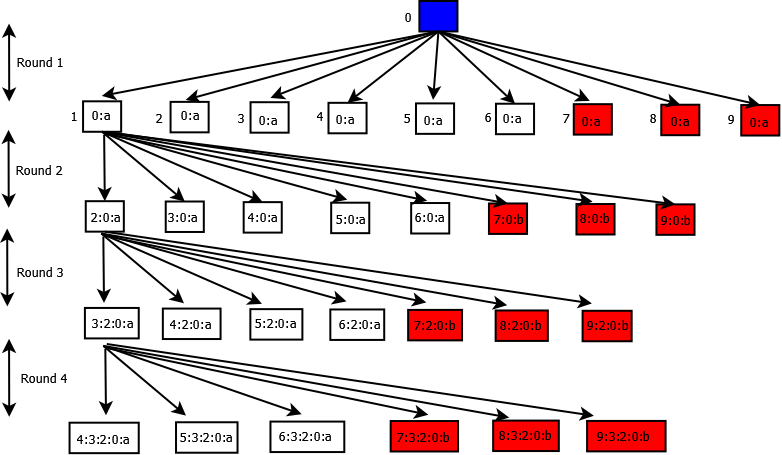 0
Round 1
1 0:a 2 0:a 3 0:a 4 0:a 5 0:a 6 0:a 7 0:a 8 0:a 9 0:a
Round 2
2:0:a 3:0:a 4:0:a 5:0:a 6:0:a 7:0:b 8:0:b 9:0:b
Round 3
3:2:0:a 4:2:0:a 5:2:0:a 6:2:0:a 7:2:0:b 8:2:0:b 9:2:0:b
Round 4
4:3:2:0:a 5:3:2:0:a 6:3:2:0:a 7:3:2:0:b 8:3:2:0:b 9:3:2:0:b